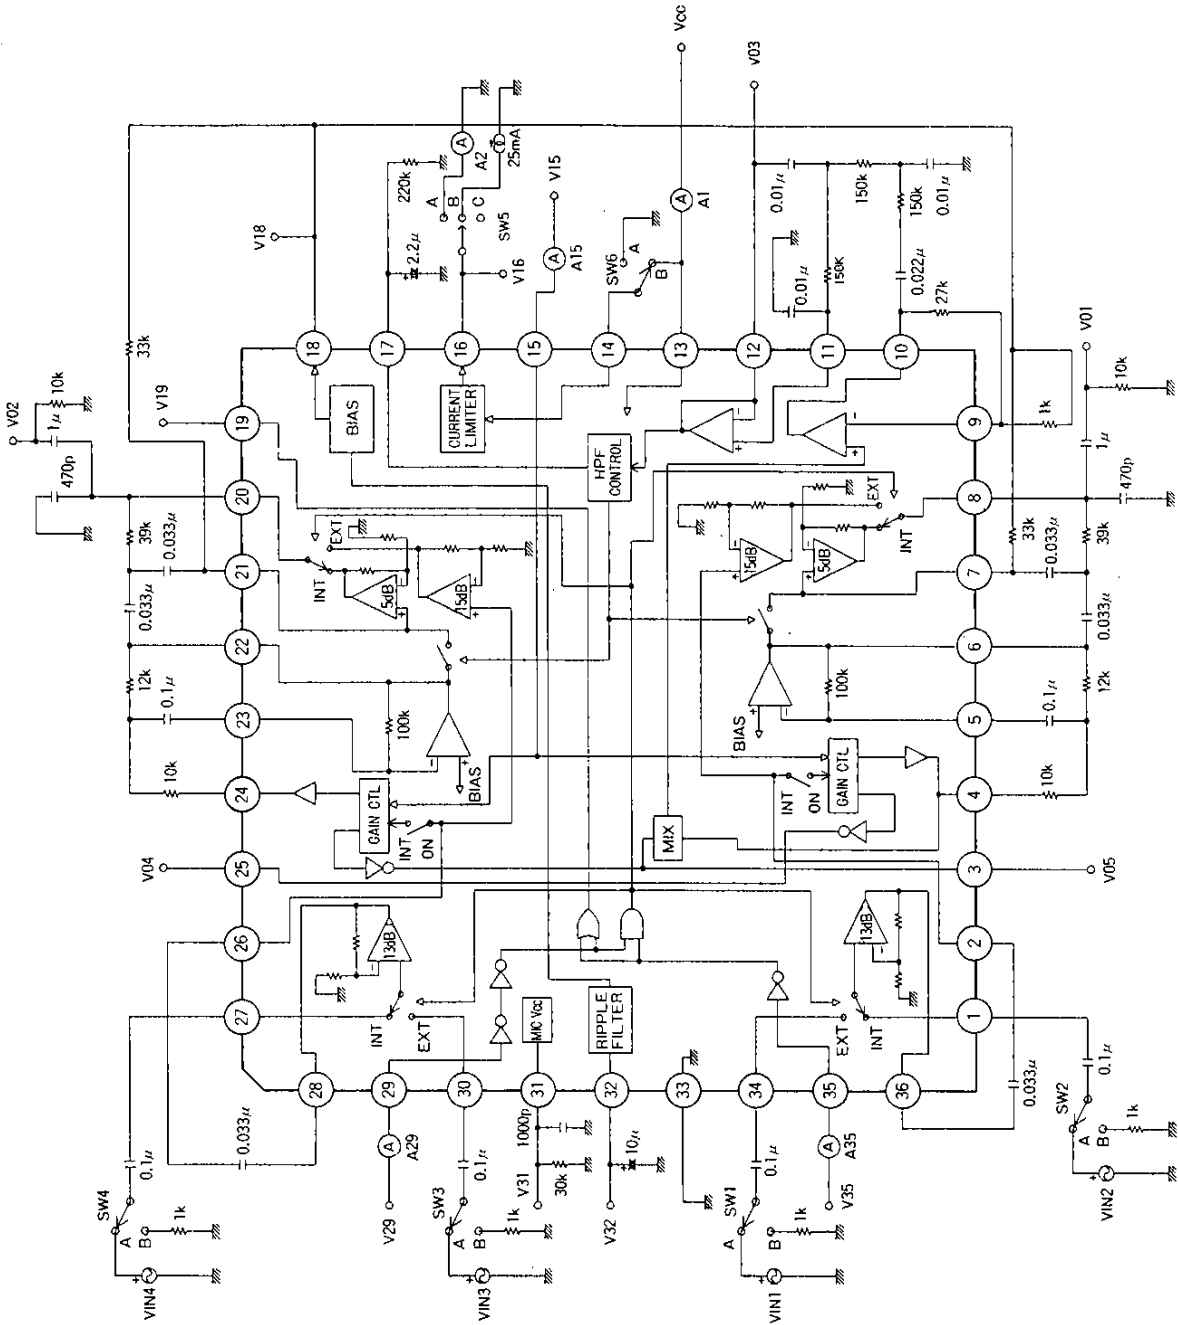 Vcc
V03
V18
A
A2
25mA
220k
A
B
C
SW5
2.2μ
V16
V15
A
A15
SW6
A
B
A
A1
0.01μ
150k
150k
0.01μ
0.01μ
150K
0.022μ
27k
33k
10k
V02
1μ
V19
470p
18
17
16
15
14
13
12
11
10
V01
10k
19
BIAS
CURRENT
LIMITER
HPF
CONTROL
9
1k
1μ
20
8
470p
39k
0.033μ
EXT
INT
5dB
15dB
15dB
5dB
EXT
INT
33k
39k
21
7
0.033μ
0.033μ
22
6
0.033μ
12k
0.1μ
100k
100k
12k
0.1μ
23
5
BIAS
BIAS
10k
24
GAIN CTL
INT
ON
INT
ON
GAIN CTL
4
10k
MIX
V04
25
3
V05
26
13dB
13dB
2
27
INT
EXT
MIC Vcc
RIPPLE
FILTER
EXT
INT
1
28
29
30
31
32
33
34
35
36
0.033μ
0.1μ
0.033μ
A
A29
0.1μ
1000p
30k
10μ
0.1μ
A
A35
0.1μ
SW4
A
B
1k
V29
SW3
A
B
1k
V31
V32
SW1
A
B
1k
V35
SW2
A
B
1k
VIN4
VIN3
VIN1
VIN2